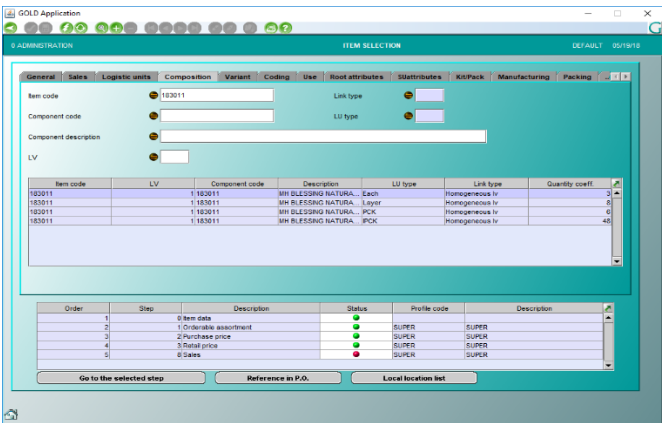 GOLD Application
0 ADMINISTRATION ITEM SELECTION DEFAULT 05/19/18
General Sales Logistic units Composition Variant Coding Use Root attributes SUattributes Kit/Pack Manufacturing Packing ...
Item code 183011 Link type
Component code LU type
Component description
LV
Item code LV Component code Description LU type Link type Quantity coeff.
183011 1 183011 MH BLESSING NATURA... Each Homogeneous lv 3
183011 1 183011 MH BLESSING NATURA... Layer Homogeneous lv 8
183011 1 183011 MH BLESSING NATURA... PCK Homogeneous lv 6
183011 1 183011 MH BLESSING NATURA... IPCK Homogeneous lv 48
Order Step Description Status Profile code Description
1 0 Item data
2 1 Orderable assortment SUPER SUPER
3 2 Purchase price SUPER SUPER
4 3 Retail price SUPER SUPER
5 8 Sales SUPER SUPER
Go to the selected step Reference in P.O. Local location list